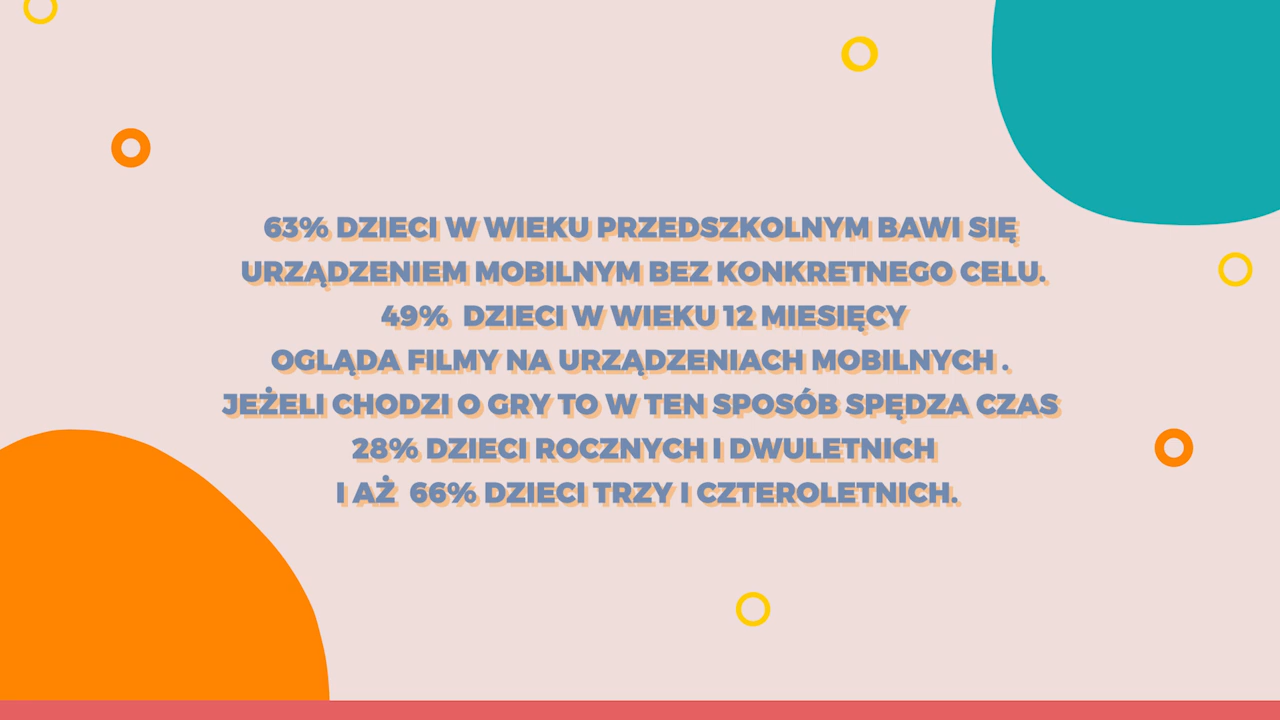 63% DZIECI W WIEKU PRZEDSZKOLNYM BAWI SIĘ
URZĄDZENIEM MOBILNYM BEZ KONKRETNEGO CELU.
49% DZIECI W WIEKU 12 MIESIĘCY
OGLĄDA FILMY NA URZĄDZENIACH MOBILNYCH .
JEŻELI CHODZI O GRY TO W TEN SPOSÓB SPĘDZA CZAS
28% DZIECI ROCZNYCH I DWULETNICH
I AŻ 66% DZIECI TRZY I CZTEROLETNICH.